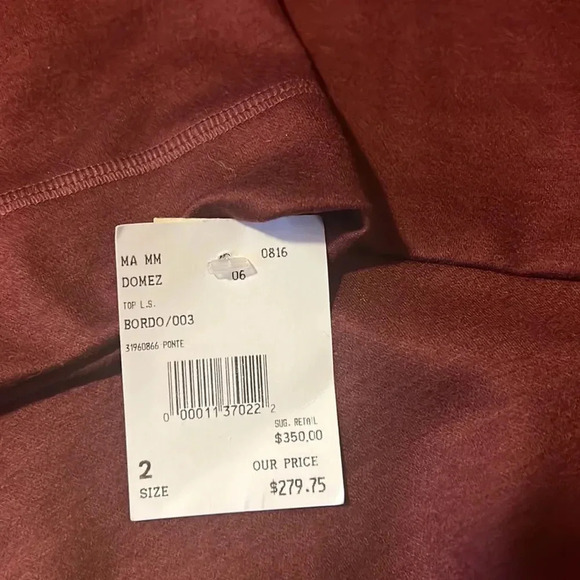 MA MM 0816
DOMEZ 06
TOP L.S.
BORDO/003
31960866 PONTE
0 00011 37022 2
SUG. RETAIL
$350.00
2 OUR PRICE
SIZE $279.75